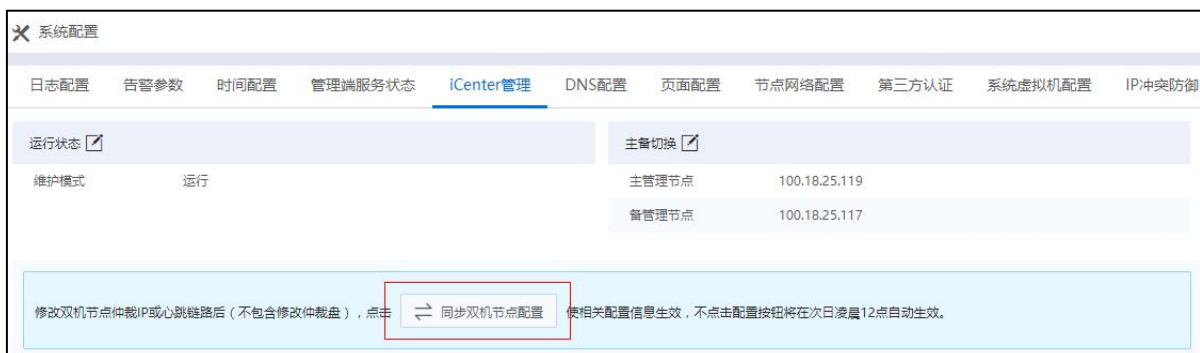 系统配置
日志配置 告警参数 时间配置 管理端服务状态 iCenter管理 DNS配置 页面配置 节点网络配置 第三方认证 系统虚拟机配置 IP冲突防御
运行状态 主备切换
维护模式 运行 主管理节点 100.18.25.119
备管理节点 100.18.25.117
修改双机节点仲裁IP或心跳链路后（不包含修改仲裁盘），点击 同步双机节点配置 使相关配置信息生效，不点击配置按钮将在次日凌晨12点自动生效。